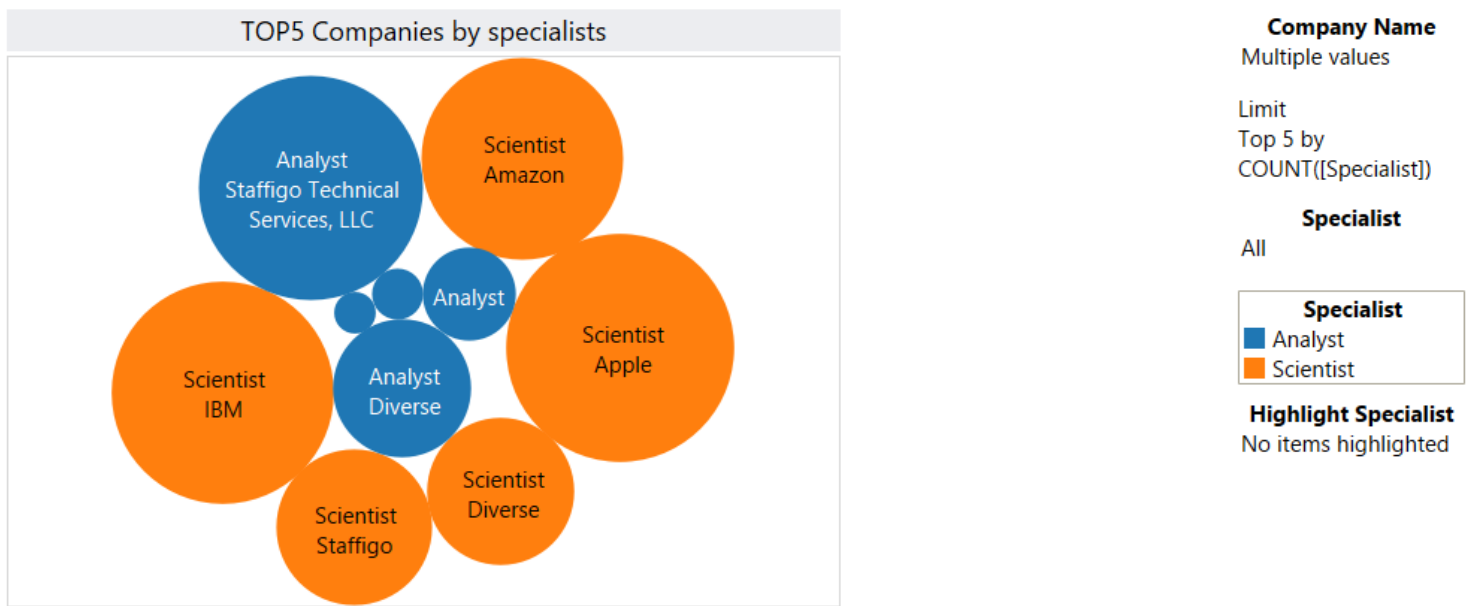 TOP5 Companies by specialists
Analyst
Staffigo Technical
Services, LLC
Scientist
Amazon
Analyst
Scientist
Apple
Scientist
IBM
Analyst
Diverse
Scientist
Diverse
Scientist
Staffigo
Company Name
Multiple values
Limit
Top 5 by
COUNT([Specialist])
Specialist
All
Specialist
Analyst
Scientist
Highlight Specialist
No items highlighted